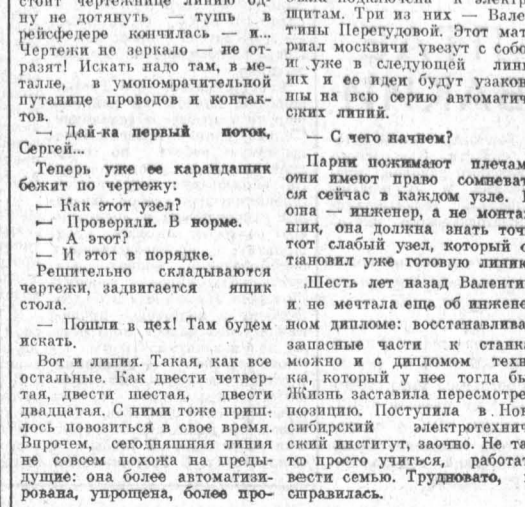 стоит чертежнице линию од-
ну не дотянуть — тушь в
рейсфедере кончилась — и...
Чертежи не зеркало — не от-
разят! Искать надо там, в ме-
талле, в умопомрачительной
путанице проводов и контак-
тов.
— Дай-ка первый поток,
Сергей...
Теперь уже ее карандашик
бежит по чертежу:
— Как этот узел?
— Проверили. В норме.
— А этот?
— И этот в порядке.
Решительно складываются
чертежи, задвигается ящик
стола.
— Пошли в цех! Там будем
искать.
Вот и линия. Такая, как все
остальные. Как двести четвер-
тая, двести шестая, двести
двадцатая. С ними тоже приш-
лось повозиться в свое время.
Впрочем, сегодняшняя линия
не совсем похожа на преды-
дущие: она более автоматизи-
рована, упрощена, более про-
щитам. Три из них — Вале
тины Перегудовой. Этот мат
риал москвичи увезут с собо
и уже в следующей лини
ях и ее идеи будут узакон
ны на всю серию автоматич
ских линий.
— С чего начнем?
Парни пожимают плечам
они имеют право сомневат
ся сейчас в каждом узле.
она — инженер, а не монта
ник, она должна знать точ
тот слабый узел, который
тановил уже готовую линию
Шесть лет назад Валенти
и не мечтала еще об инжене
ном дипломе: восстанавлива
запасные части к станка
можно и с дипломом техн
ка, который у нее тогда бы
Жизнь заставила пересмотре
позицию. Поступила в Нов
сибирский электротехнич
ский институт, заочно. Не та
то просто учиться, работат
вести семью. Трудновато,
справилась.